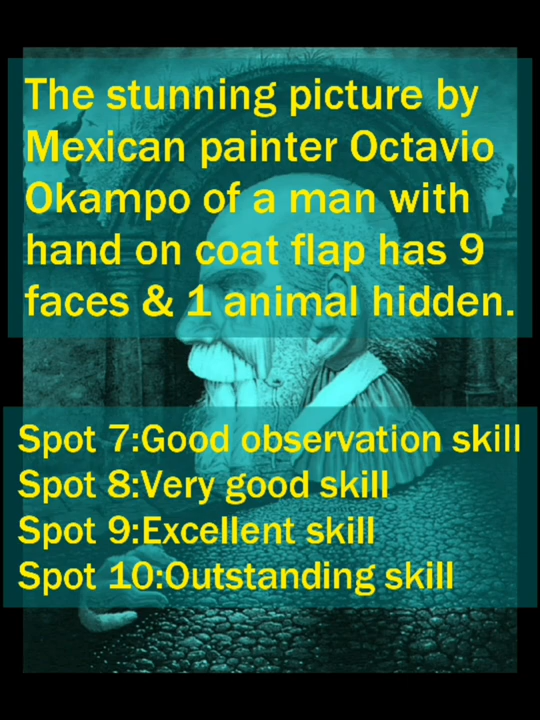 The stunning picture by
Mexican painter Octavio
Okampo of a man with
hand on coat flap has 9
faces & 1 animal hidden.
Spot 7:Good observation skill
Spot 8:Very good skill
Spot 9:Excellent skill
Spot 10:Outstanding skill